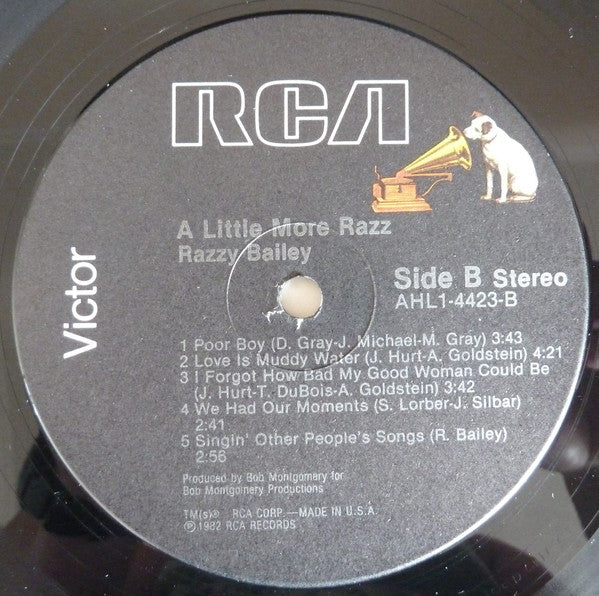 RCA
A Little More Razz
Razzy Bailey
Victor
Side B Stereo
AHL1-4423-B
1 Poor Boy (D. Gray-J. Michael-M. Gray) 3:43
2 Love Is Muddy Water (J. Hurt-A. Goldstein) 4:21
3 I Forgot How Bad My Good Woman Could Be
(J. Hurt-T. DuBois-A. Goldstein) 3:42
4 We Had Our Moments (S. Lorber-J. Silbar)
2:41
5 Singin' Other People's Songs (R. Bailey)
2:56
Produced by Bob Montgomery for
Bob Montgomery Productions
TM(s)® RCA CORP.—MADE IN U.S.A.
℗1982 RCA RECORDS